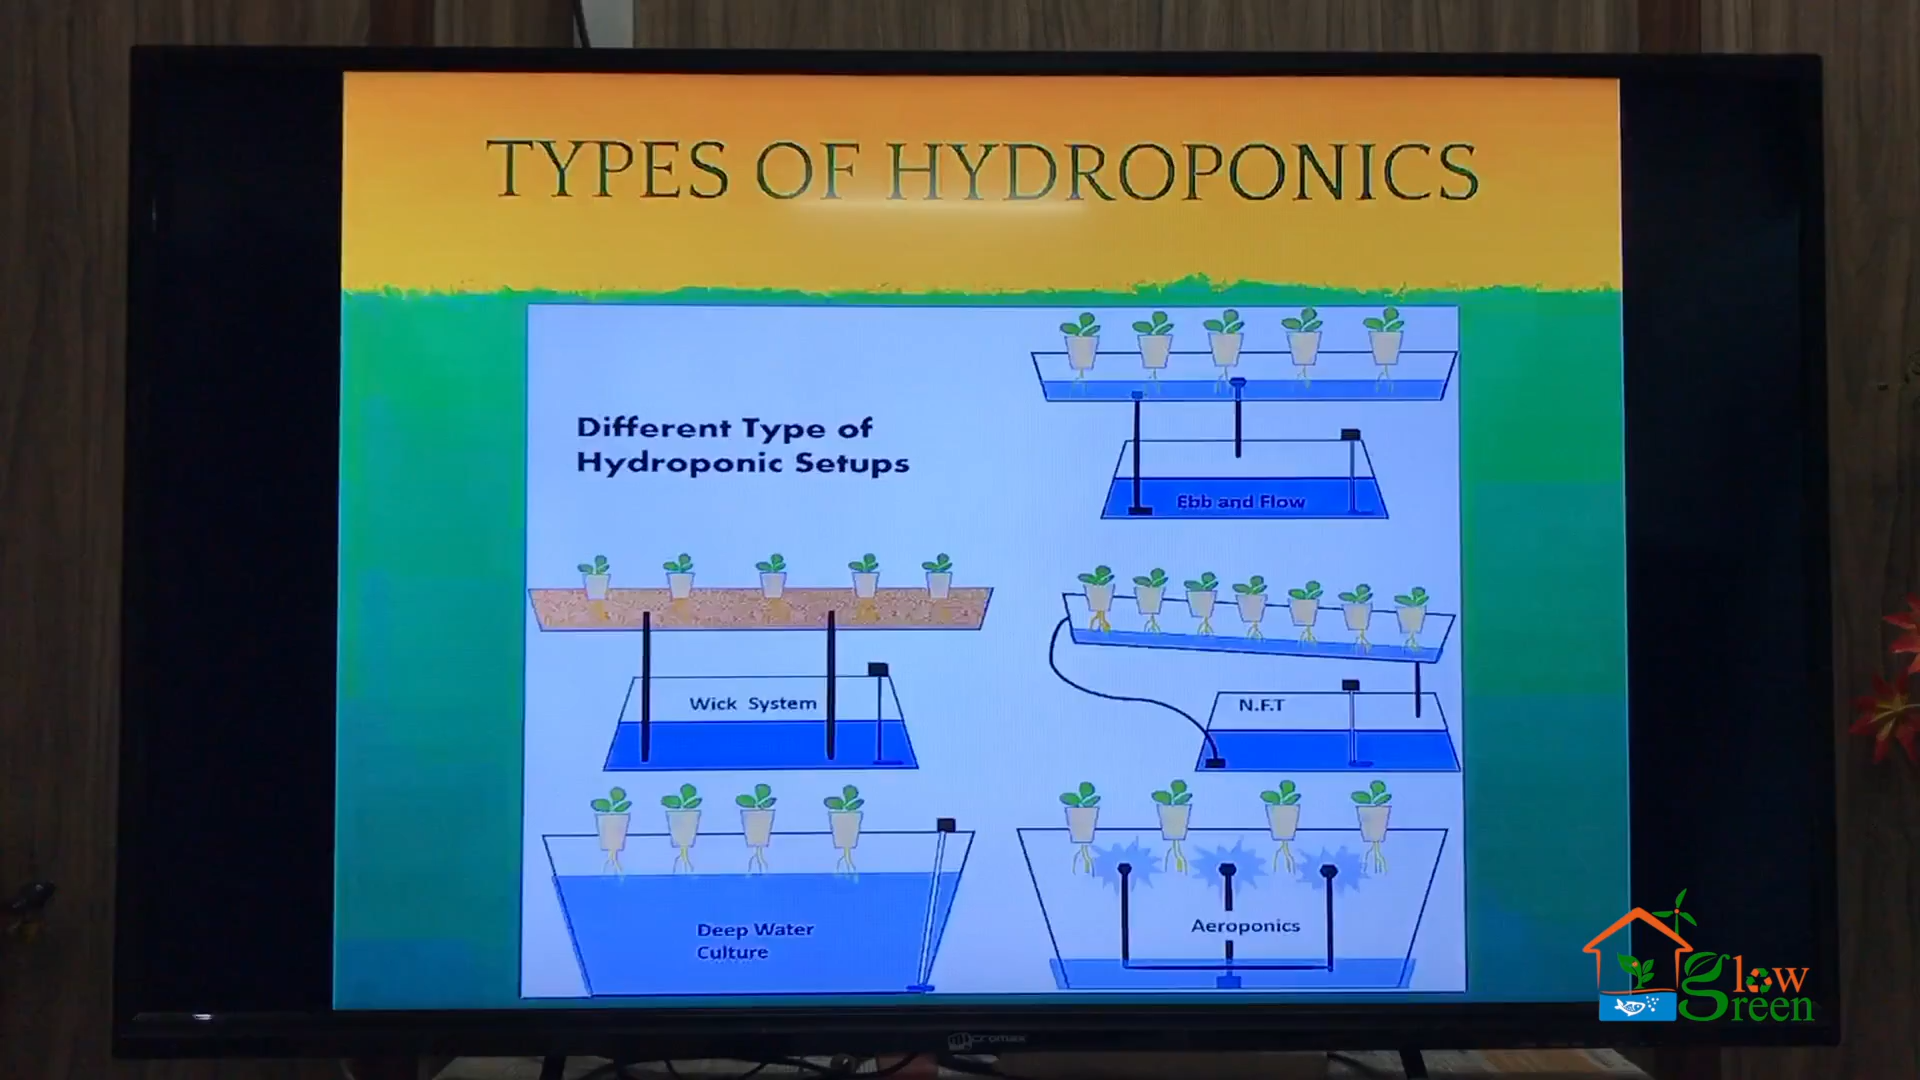 TYPES OF HYDROPONICS
Different Type of
Hydroponic Setups
Ebb and Flow
Wick System
N.F.T
Deep Water
Culture
Aeroponics
Glow
Green
Micromax